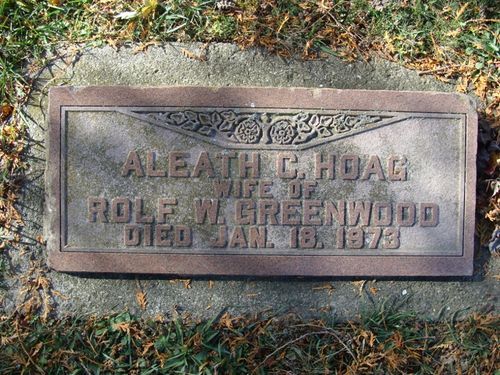 ALEATH C. HOAG
WIFE OF
ROLF W. GREENWOOD
DIED JAN. 18. 1973